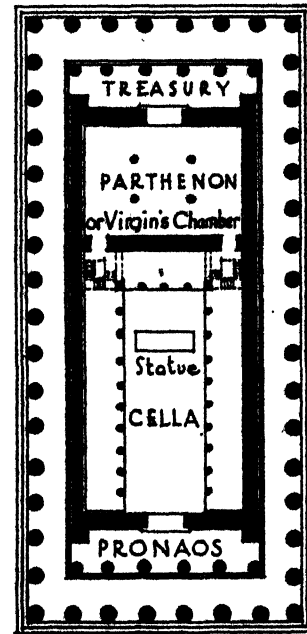 TREASURY
PARTHENON
or Virgin's Chamber
Statue
CELLA
PRONAOS